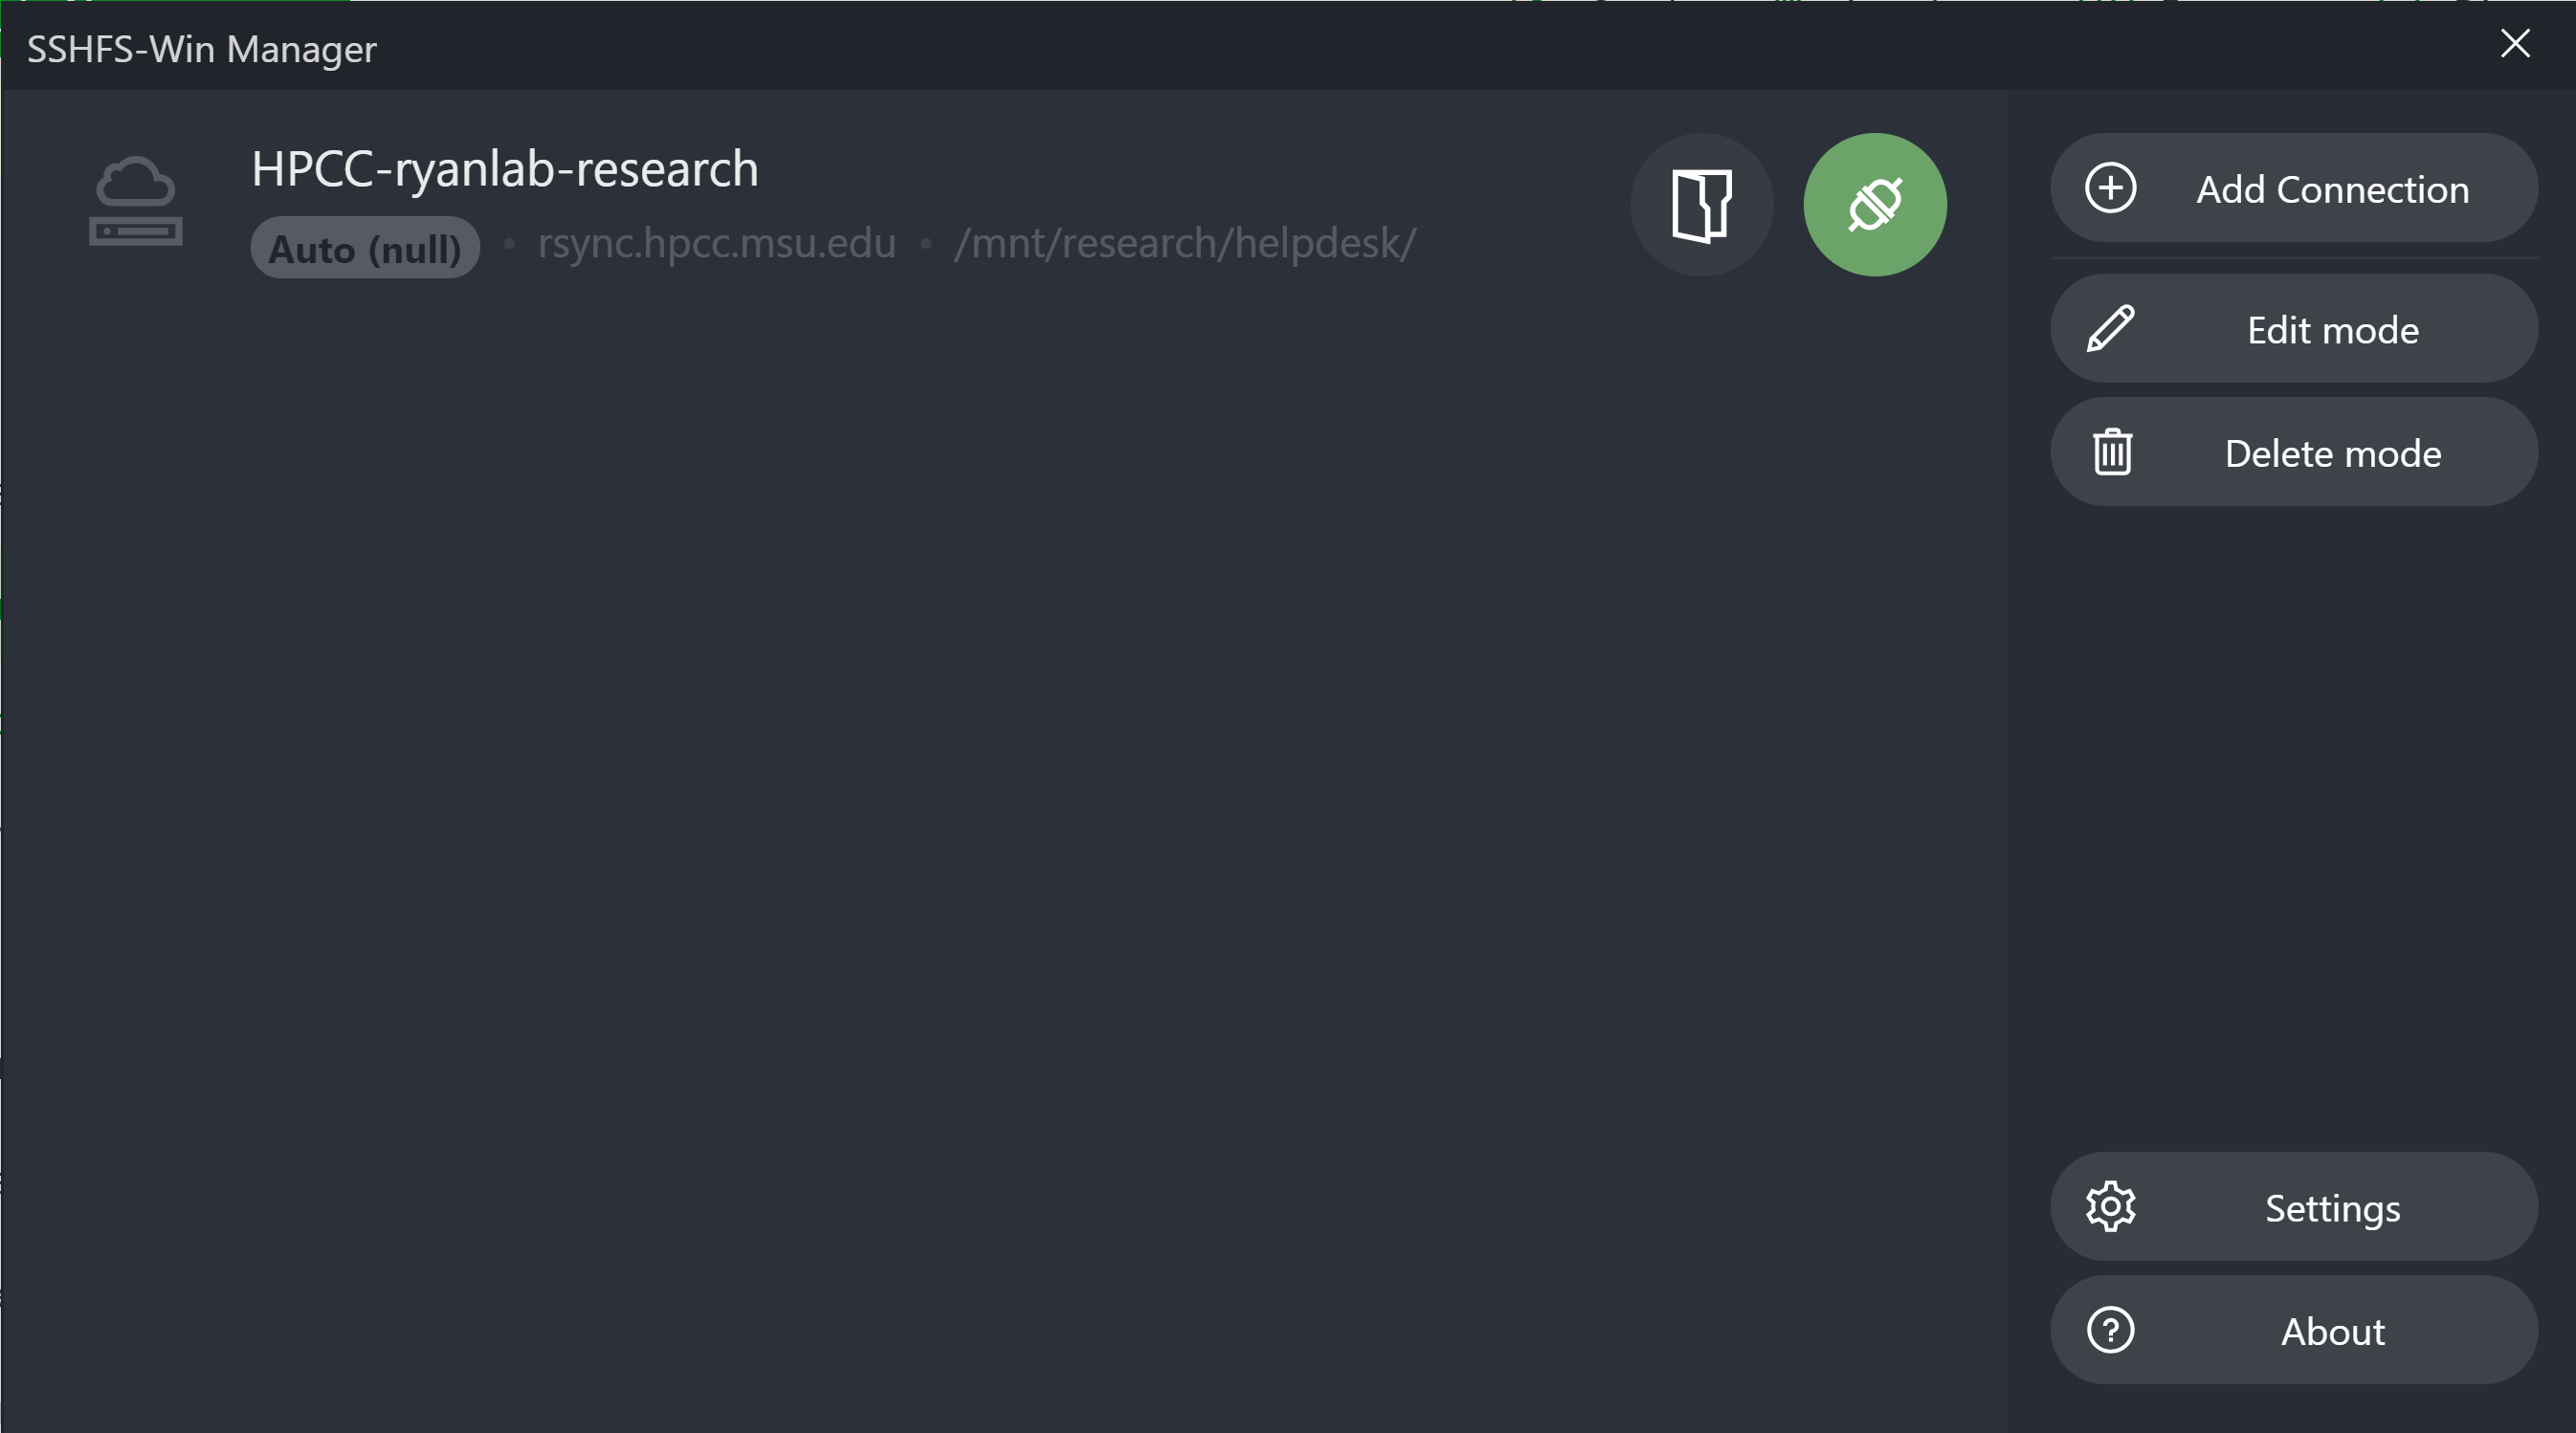 SSHFS-Win Manager
HPCC-ryanlab-research
Auto (null) • rsync.hpcc.msu.edu • /mnt/research/helpdesk/
Add Connection
Edit mode
Delete mode
Settings
About